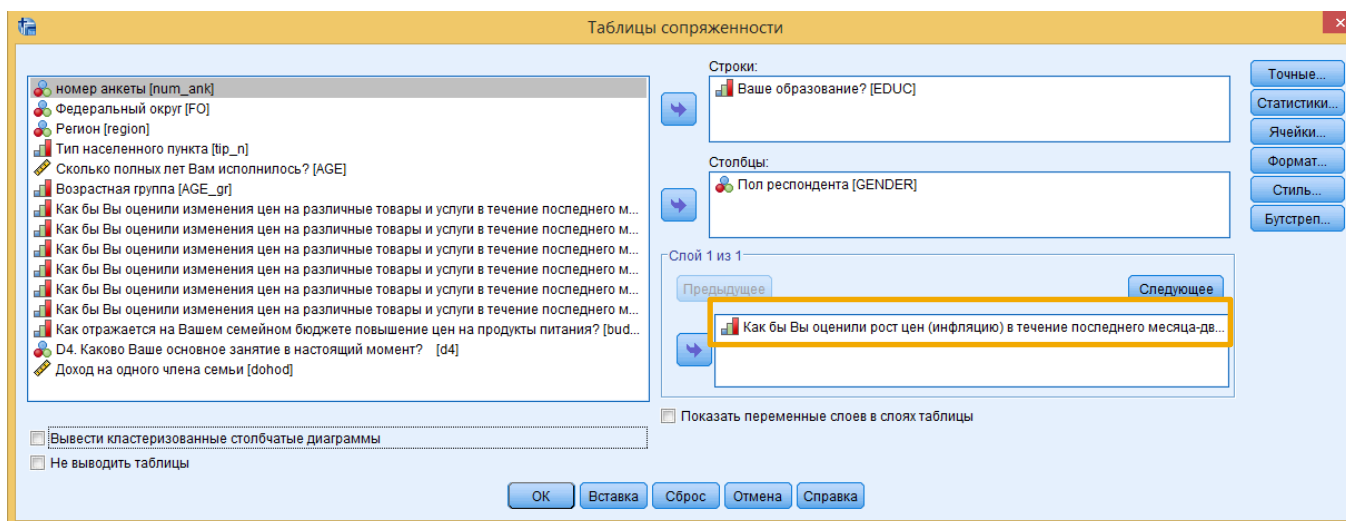 Таблицы сопряженности
номер анкеты [num_ank]
Федеральный округ [FO]
Регион [region]
Тип населенного пункта [tip_n]
Сколько полных лет Вам исполнилось? [AGE]
Возрастная группа [AGE_gr]
Как бы Вы оценили изменения цен на различные товары и услуги в течение последнего м...
Как бы Вы оценили изменения цен на различные товары и услуги в течение последнего м...
Как бы Вы оценили изменения цен на различные товары и услуги в течение последнего м...
Как бы Вы оценили изменения цен на различные товары и услуги в течение последнего м...
Как бы Вы оценили изменения цен на различные товары и услуги в течение последнего м...
Как бы Вы оценили изменения цен на различные товары и услуги в течение последнего м...
Как отражается на Вашем семейном бюджете повышение цен на продукты питания? [bud...
D4. Каково Ваше основное занятие в настоящий момент? [d4]
Доход на одного члена семьи [dohod]
Строки:
Ваше образование? [EDUC]
Столбцы:
Пол респондента [GENDER]
Слой 1 из 1
Предыдущее
Следующее
Как бы Вы оценили рост цен (инфляцию) в течение последнего месяца-дв...
Показать переменные слоев в слоях таблицы
Точные...
Статистики...
Ячейки...
Формат...
Стиль...
Бутстреп...
Вывести кластеризованные столбчатые диаграммы
Не выводить таблицы
OK
Вставка
Сброс
Отмена
Справка